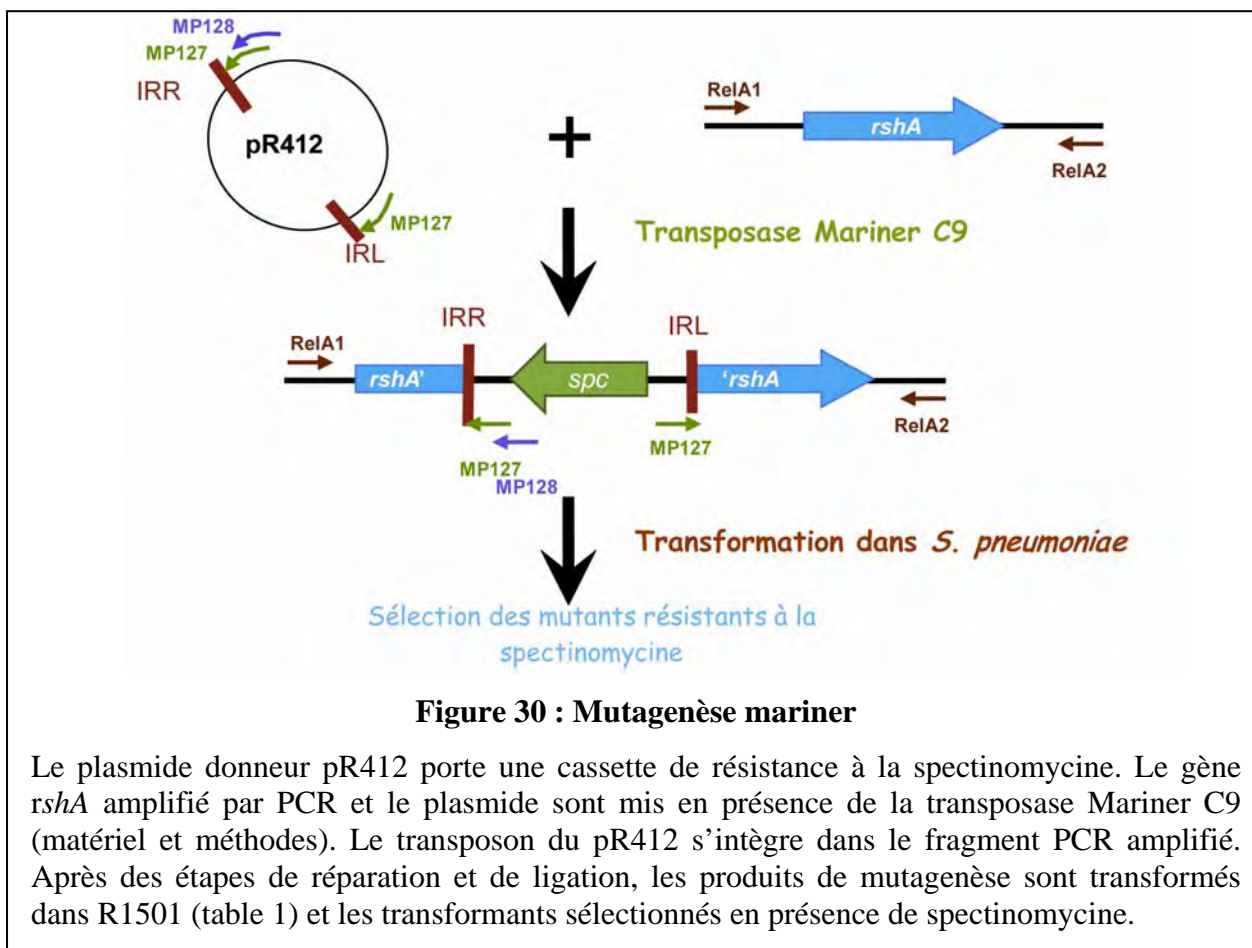 MP128
MP127
IRR
pR412
MP127
IRL
+
RelA1
rshA
RelA2
Transposase Mariner C9
IRR
IRL
RelA1
rshA'
spc
'rshA
RelA2
MP127
MP127
MP128
Transformation dans S. pneumoniae
Sélection des mutants résistants à la
spectinomycine
Figure 30 : Mutagenèse mariner
Le plasmide donneur pR412 porte une cassette de résistance à la spectinomycine. Le gène
rshA amplifié par PCR et le plasmide sont mis en présence de la transposase Mariner C9
(matériel et méthodes). Le transposon du pR412 s'intègre dans le fragment PCR amplifié.
Après des étapes de réparation et de ligation, les produits de mutagenèse sont transformés
dans R1501 (table 1) et les transformants sélectionnés en présence de spectinomycine.